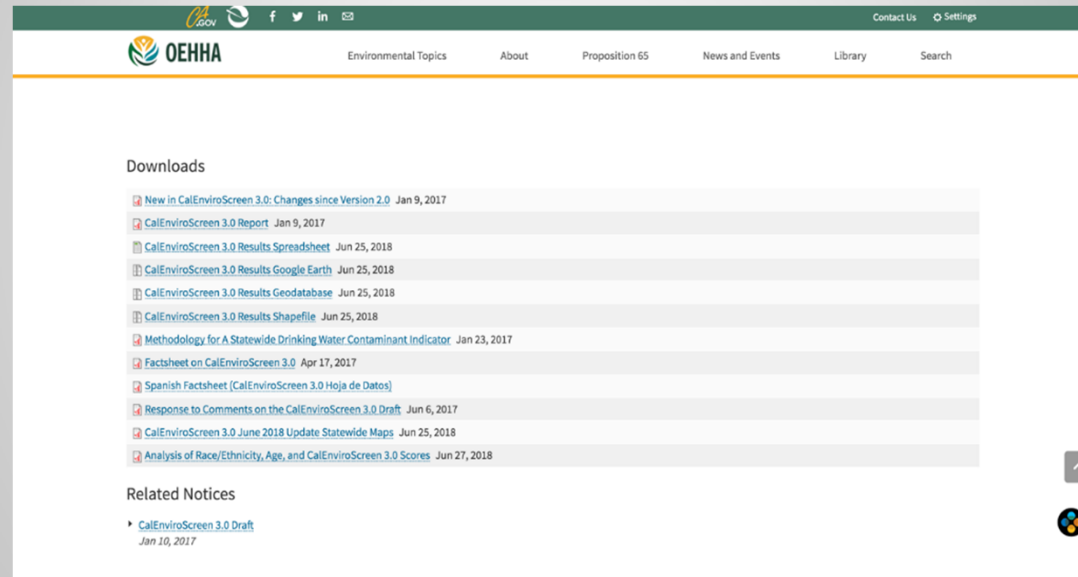 CA.GOV
Contact Us Settings
OEHHA
Environmental Topics About Proposition 65 News and Events Library Search
Downloads
New in CalEnviroScreen 3.0: Changes since Version 2.0 Jan 9, 2017
CalEnviroScreen 3.0 Report Jan 9, 2017
CalEnviroScreen 3.0 Results Spreadsheet Jun 25, 2018
CalEnviroScreen 3.0 Results Google Earth Jun 25, 2018
CalEnviroScreen 3.0 Results Geodatabase Jun 25, 2018
CalEnviroScreen 3.0 Results Shapefile Jun 25, 2018
Methodology for A Statewide Drinking Water Contaminant Indicator Jan 23, 2017
Factsheet on CalEnviroScreen 3.0 Apr 17, 2017
Spanish Factsheet (CalEnviroScreen 3.0 Hoja de Datos)
Response to Comments on the CalEnviroScreen 3.0 Draft Jun 6, 2017
CalEnviroScreen 3.0 June 2018 Update Statewide Maps Jun 25, 2018
Analysis of Race/Ethnicity, Age, and CalEnviroScreen 3.0 Scores Jun 27, 2018
Related Notices
CalEnviroScreen 3.0 Draft
Jan 10, 2017